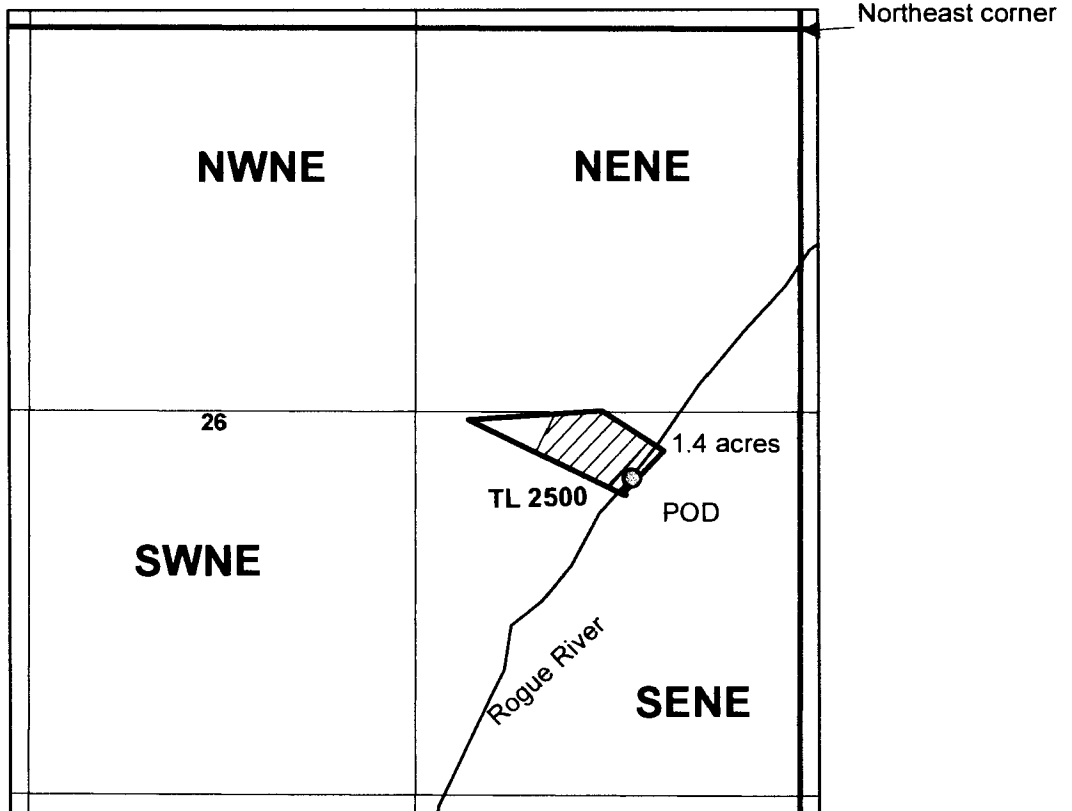 Northeast corner
NWNE
NENE
26
1.4 acres
TL 2500
POD
SWNE
Rogue River
SENE